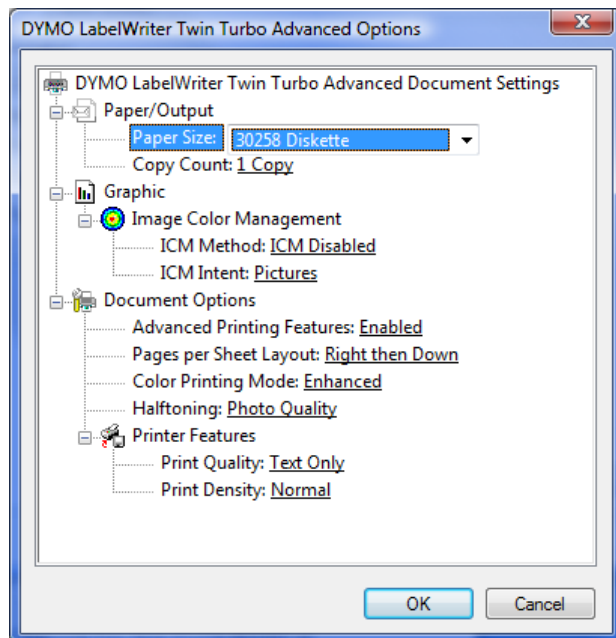 DYMO LabelWriter Twin Turbo Advanced Options
DYMO LabelWriter Twin Turbo Advanced Document Settings
Paper/Output
Paper Size: 30258 Diskette
Copy Count: 1 Copy
Graphic
Image Color Management
ICM Method: ICM Disabled
ICM Intent: Pictures
Document Options
Advanced Printing Features: Enabled
Pages per Sheet Layout: Right then Down
Color Printing Mode: Enhanced
Halftoning: Photo Quality
Printer Features
Print Quality: Text Only
Print Density: Normal
OK Cancel